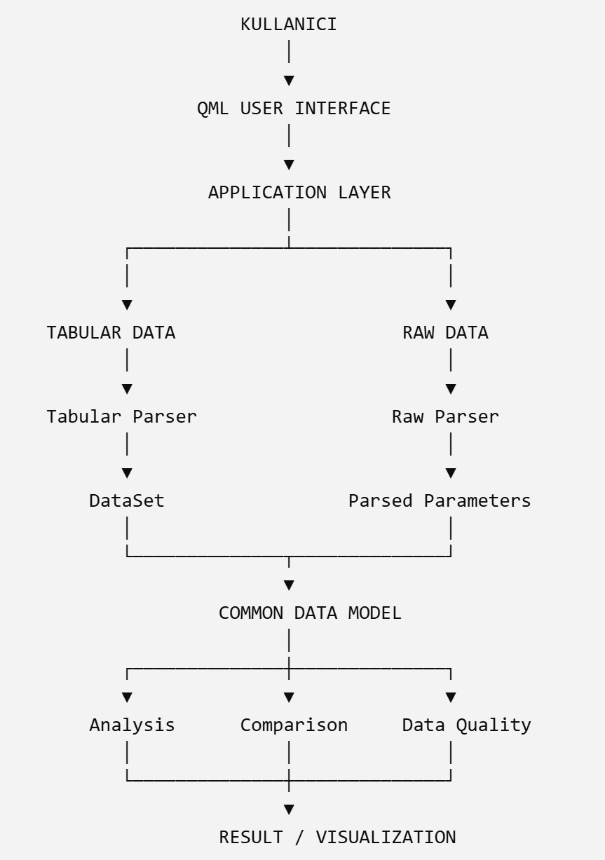 KULLANICI
QML USER INTERFACE
APPLICATION LAYER
TABULAR DATA RAW DATA
Tabular Parser Raw Parser
DataSet Parsed Parameters
COMMON DATA MODEL
Analysis Comparison Data Quality
RESULT / VISUALIZATION